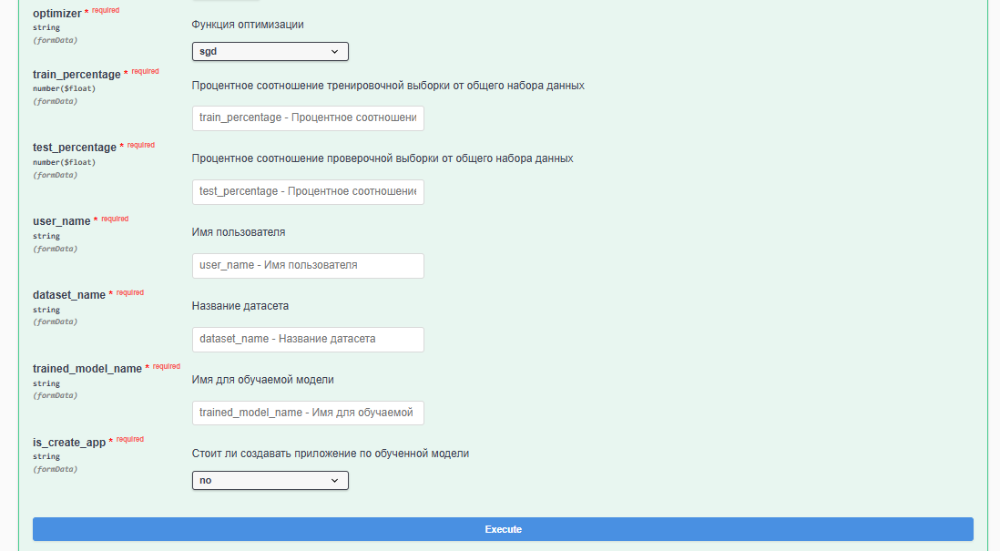 optimizer * required
string
(formData)
Функция оптимизации
sgd
train_percentage * required
number($float)
(formData)
Процентное соотношение тренировочной выборки от общего набора данных
train_percentage - Процентное соотношени
test_percentage * required
number($float)
(formData)
Процентное соотношение проверочной выборки от общего набора данных
test_percentage - Процентное соотношение
user_name * required
string
(formData)
Имя пользователя
user_name - Имя пользователя
dataset_name * required
string
(formData)
Название датасета
dataset_name - Название датасета
trained_model_name * required
string
(formData)
Имя для обучаемой модели
trained_model_name - Имя для обучаемой
is_create_app * required
string
(formData)
Стоит ли создавать приложение по обученной модели
no
Execute